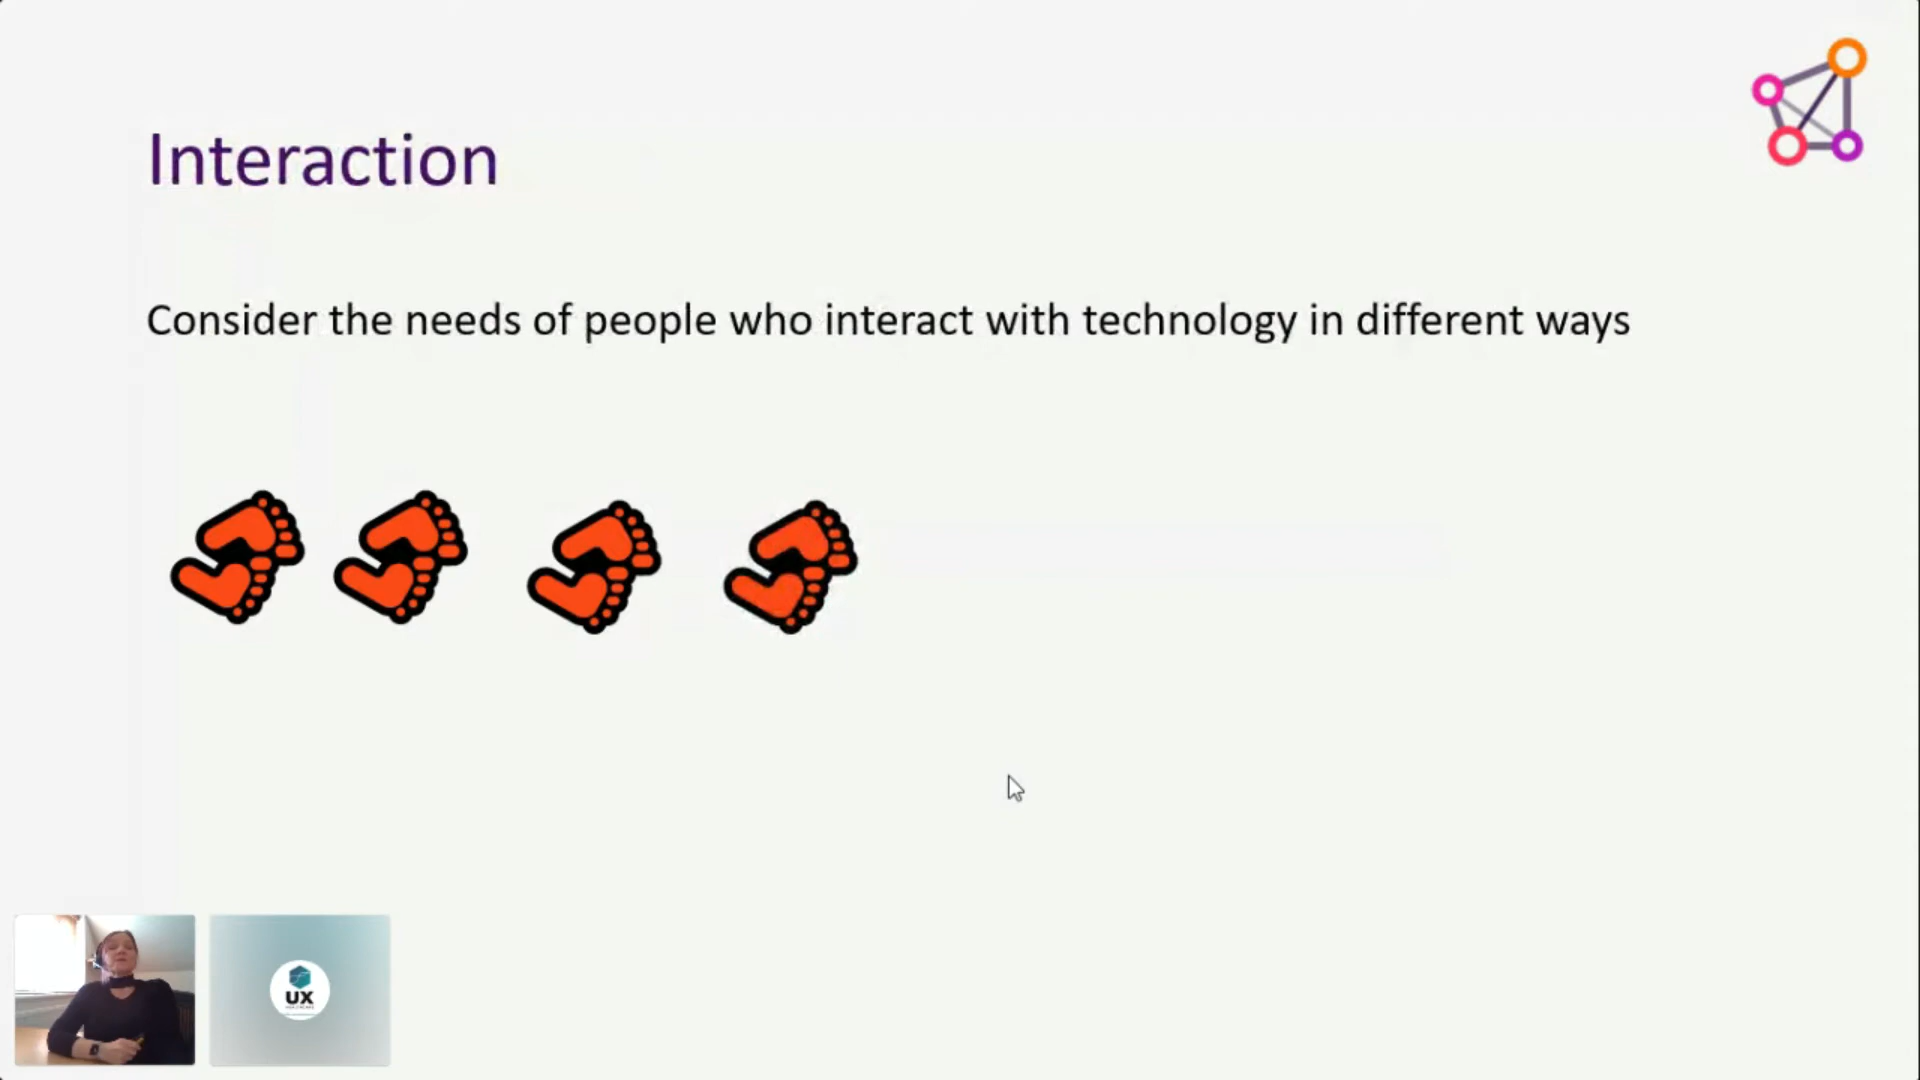 Interaction
Consider the needs of people who interact with technology in different ways
UX